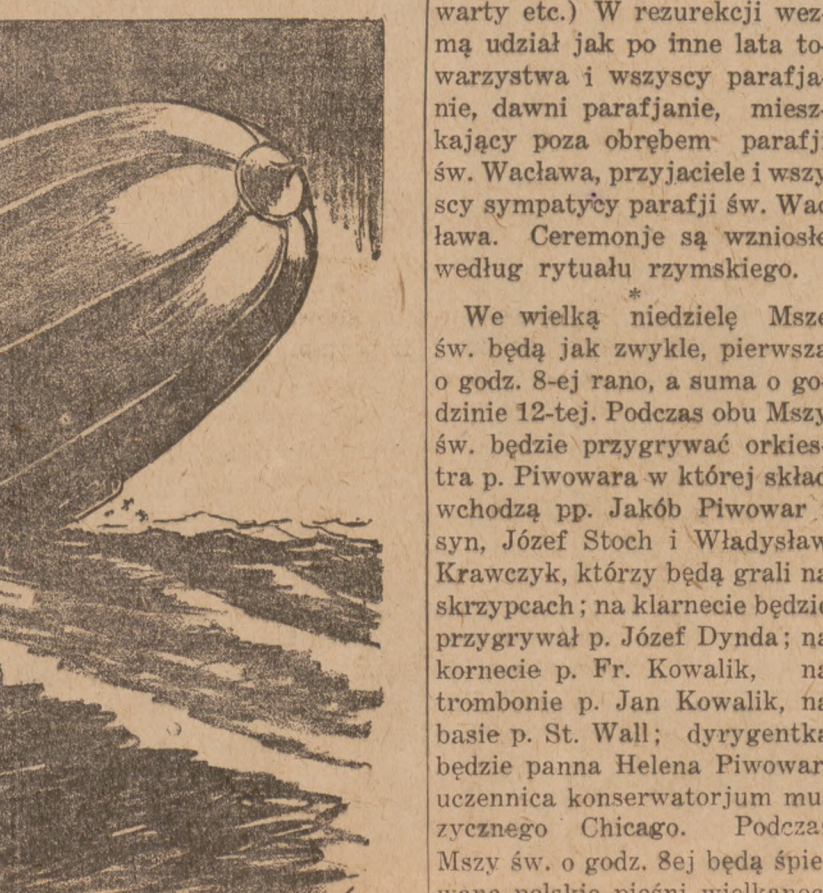 warty etc.) W rezurekcji wez-
mą udział jak po inne lata to-
warzystwa i wszyscy parafja-
nie, dawni parafjanie, miesz-
kający poza obrębem parafji
św. Wacława, przyjaciele i wszy
scy sympatycy parafji św. Wac
ława. Ceremonje są wzniosłe
według rytuału rzymskiego.
*
We wielką niedzielę Msze
św. będą jak zwykle, pierwsza
o godz. 8-ej rano, a suma o go-
dzinie 12-tej. Podczas obu Mszy
św. będzie przygrywać orkies-
tra p. Piwowara w której skład
wchodzą pp. Jakób Piwowar
syn, Józef Stoch i Władysław
Krawczyk, którzy będą grali na
skrzypcach; na klarnecie będzie
przygrywał p. Józef Dynda; na
kornecie p. Fr. Kowalik, na
trombonie p. Jan Kowalik, na
basie p. St. Wall; dyrygentką
będzie panna Helena Piwowar
uczennica konserwatorjum mu
zycznego Chicago. Podczas
Mszy św. o godz. 8ej będą śpie